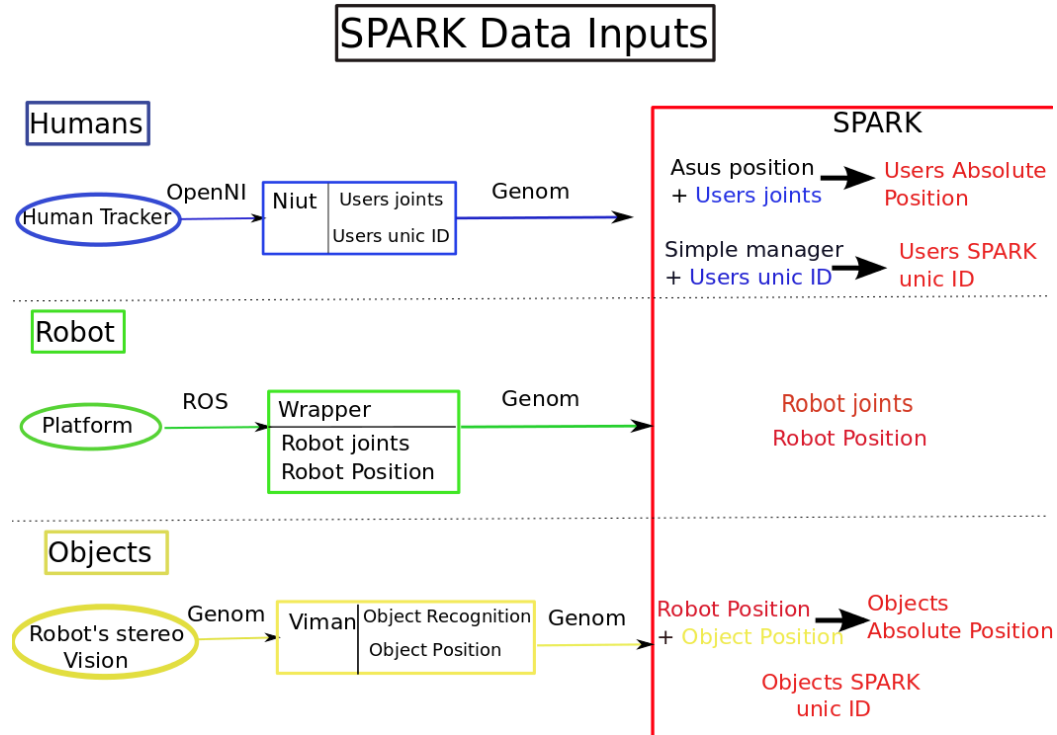 SPARK Data Inputs
Humans
SPARK
Human Tracker
OpenNI
Niut
Users joints
Users unic ID
Genom
Asus position
+ Users joints
Users Absolute
Position
Simple manager
+ Users unic ID
Users SPARK
unic ID
Robot
Platform
ROS
Wrapper
Robot joints
Robot Position
Genom
Robot joints
Robot Position
Objects
Robot's stereo
Vision
Genom
Viman
Object Recognition
Object Position
Genom
Robot Position
+ Object Position
Objects
Absolute Position
Objects SPARK
unic ID